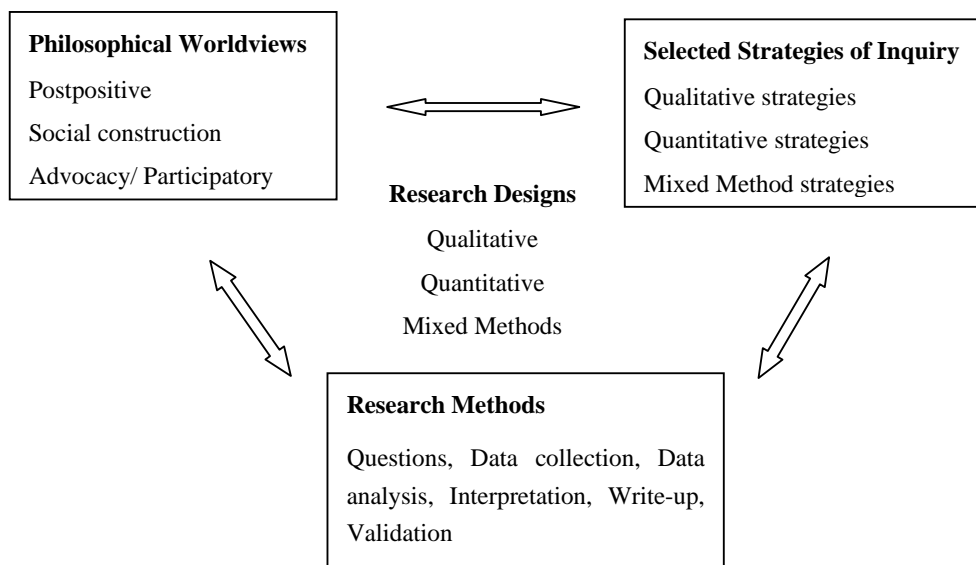 Philosophical Worldviews
Postpositive
Social construction
Advocacy/ Participatory
Selected Strategies of Inquiry
Qualitative strategies
Quantitative strategies
Mixed Method strategies
Research Designs
Qualitative
Quantitative
Mixed Methods
Research Methods
Questions, Data collection, Data
analysis, Interpretation, Write-up,
Validation